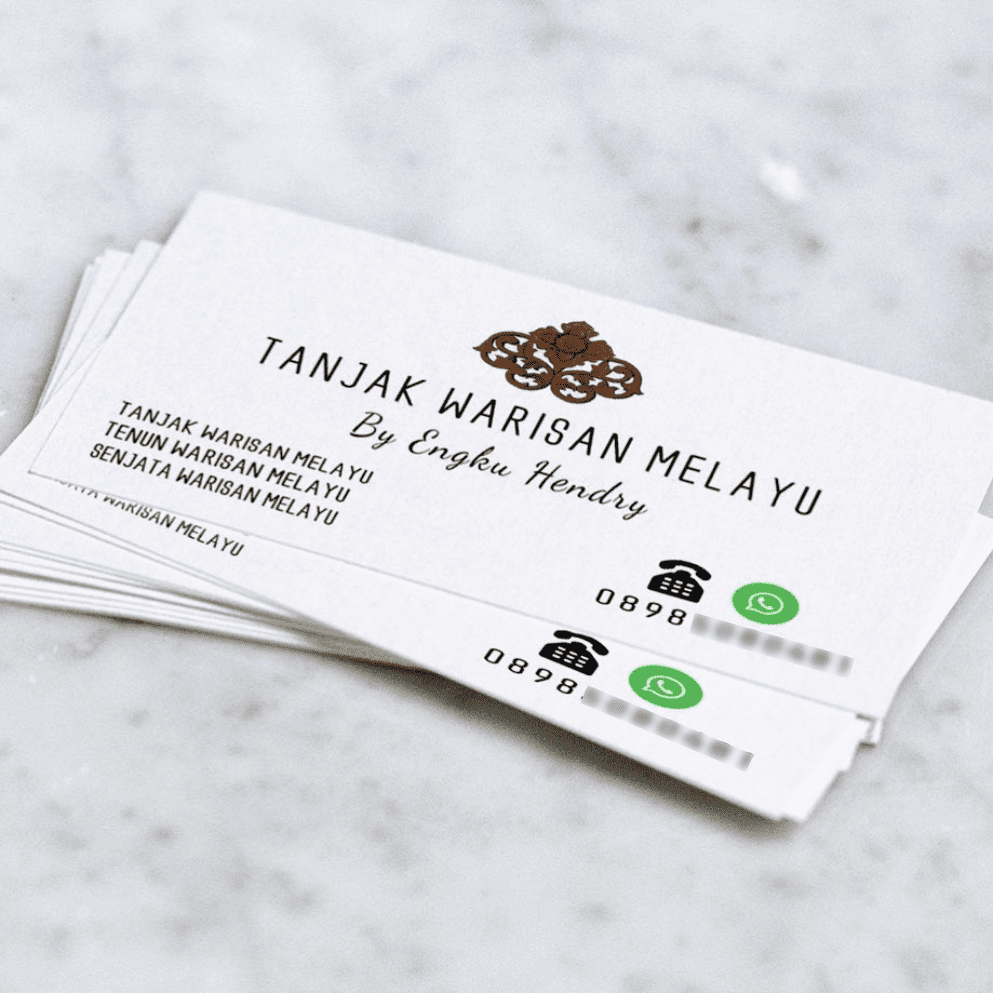 TANJAK WARISAN MELAYU
By Engku Hendry
TANJAK WARISAN MELAYU
TENUN WARISAN MELAYU
SENJATA WARISAN MELAYU
0898
WARISAN MELAYU
0898